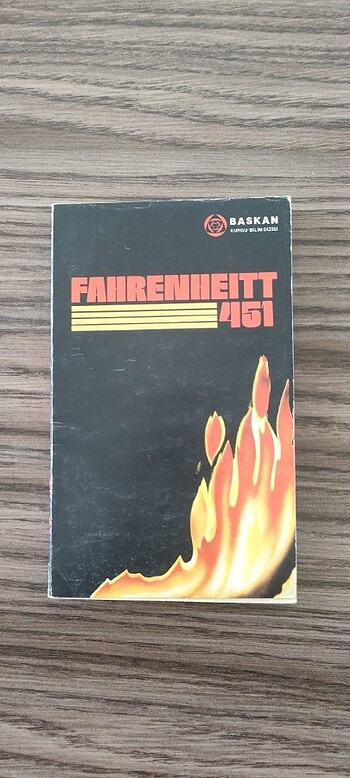 BASKAN
KURGU-BİLİM DİZİSİ
FAHRENHEITT
451